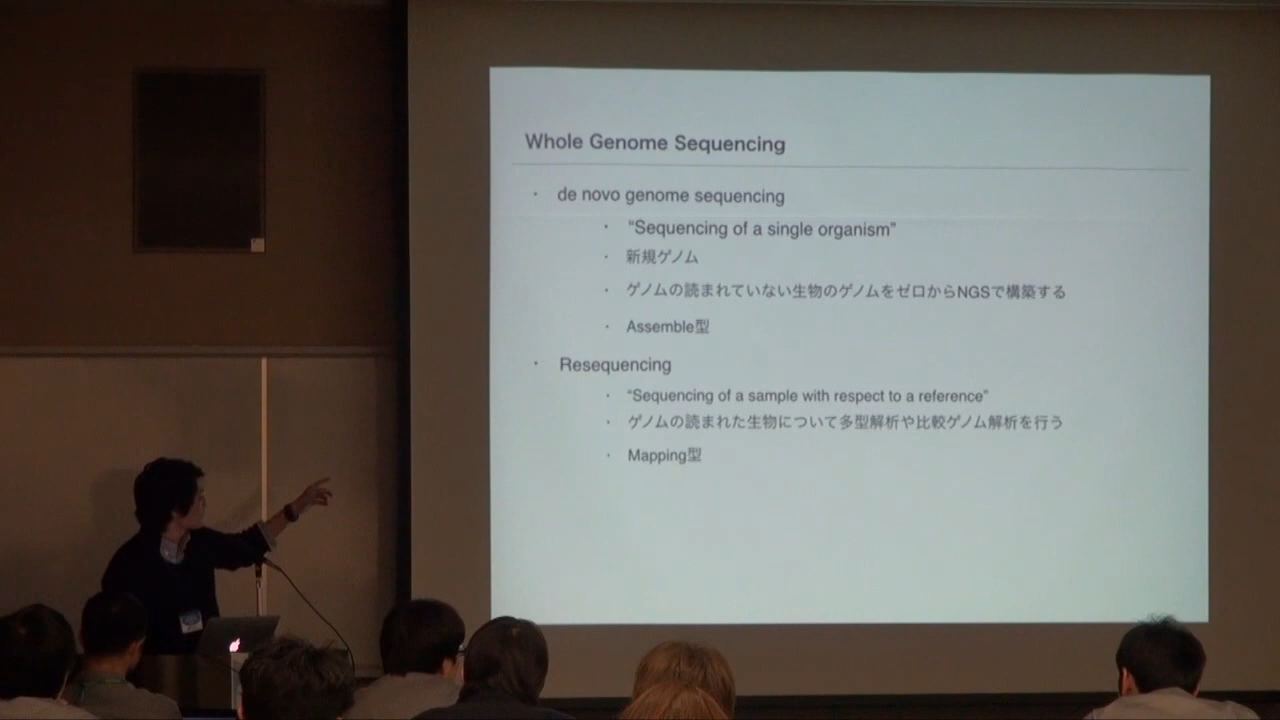 Whole Genome Sequencing
・ de novo genome sequencing
・ “Sequencing of a single organism”
・ 新規ゲノム
・ ゲノムの読まれていない生物のゲノムをゼロからNGSで構築する
・ Assemble型
・ Resequencing
・ “Sequencing of a sample with respect to a reference”
・ ゲノムの読まれた生物について多型解析や比較ゲノム解析を行う
・ Mapping型